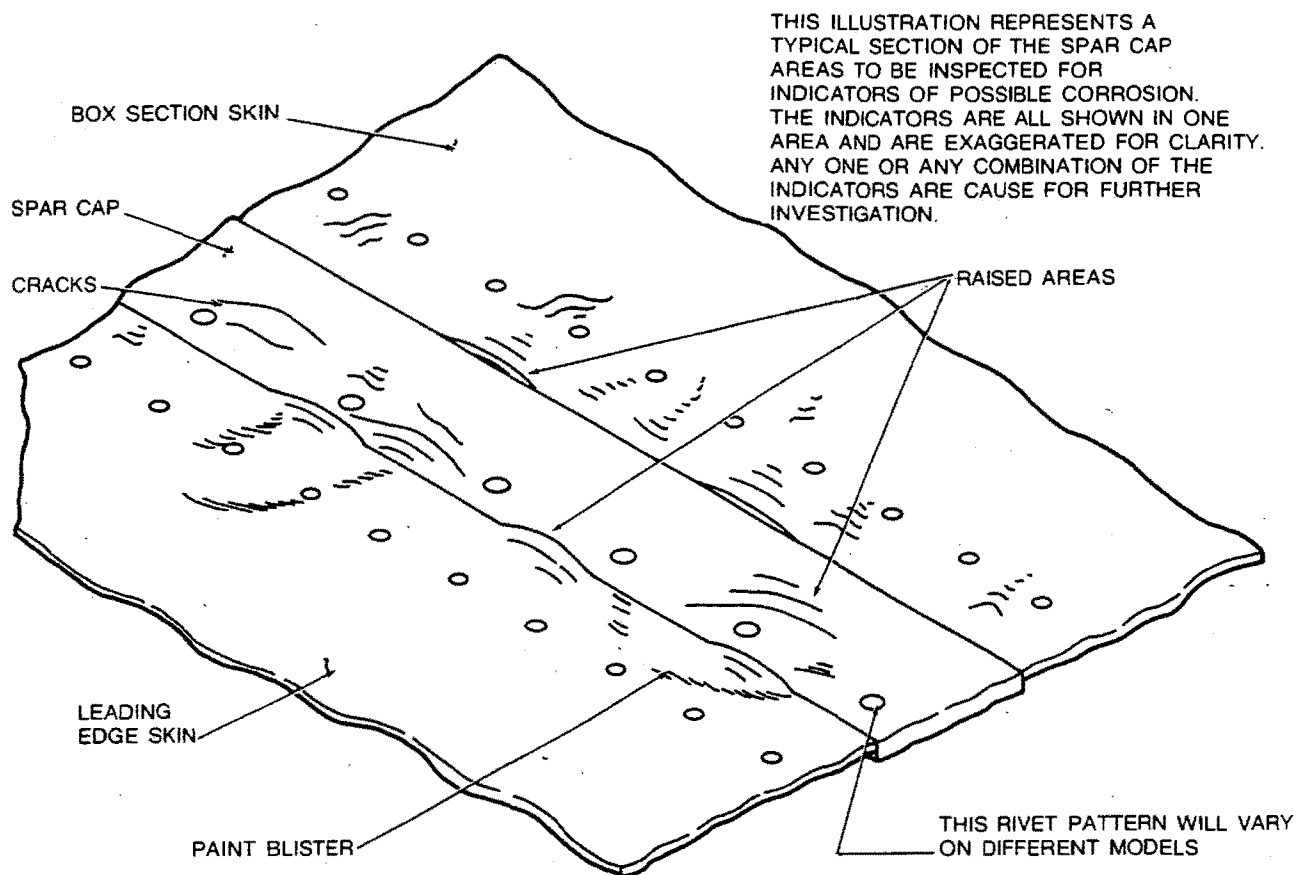 THIS ILLUSTRATION REPRESENTS A
TYPICAL SECTION OF THE SPAR CAP
AREAS TO BE INSPECTED FOR
INDICATORS OF POSSIBLE CORROSION.
THE INDICATORS ARE ALL SHOWN IN ONE
AREA AND ARE EXAGGERATED FOR CLARITY.
ANY ONE OR ANY COMBINATION OF THE
INDICATORS ARE CAUSE FOR FURTHER
INVESTIGATION.
BOX SECTION SKIN
SPAR CAP
CRACKS
RAISED AREAS
LEADING
EDGE SKIN
PAINT BLISTER
THIS RIVET PATTERN WILL VARY
ON DIFFERENT MODELS